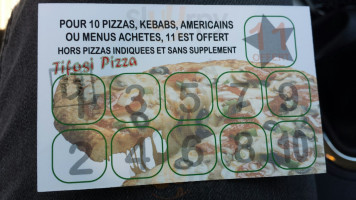 POUR 10 PIZZAS, KEBABS, AMERICAINS
OU MENUS ACHETES, 11 EST OFFERT
HORS PIZZAS INDIQUEES ET SANS SUPPLEMENT
11
Tifosi Pizza
1 3 5 7 9
2 4 6 8 10